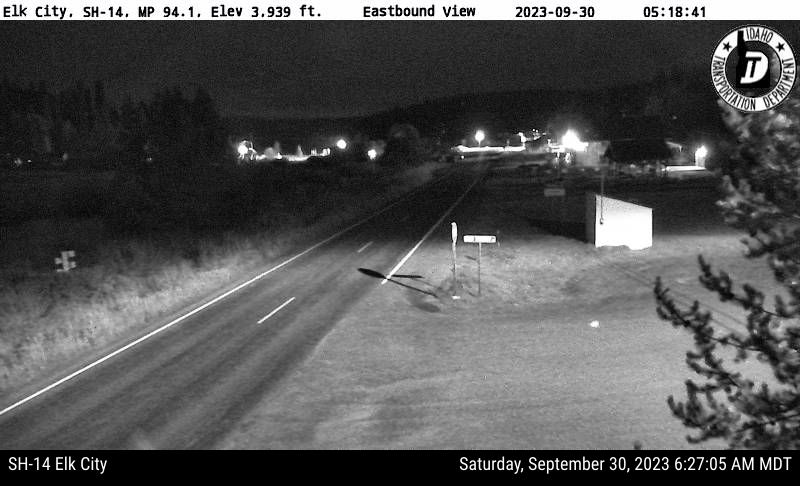 Elk City, SH-14, MP 94.1, Elev 3,939 ft. Eastbound View 2023-09-30 05:18:41
IDAHO
TRANSPORTATION DEPARTMENT
SH-14 Elk City Saturday, September 30, 2023 6:27:05 AM MDT